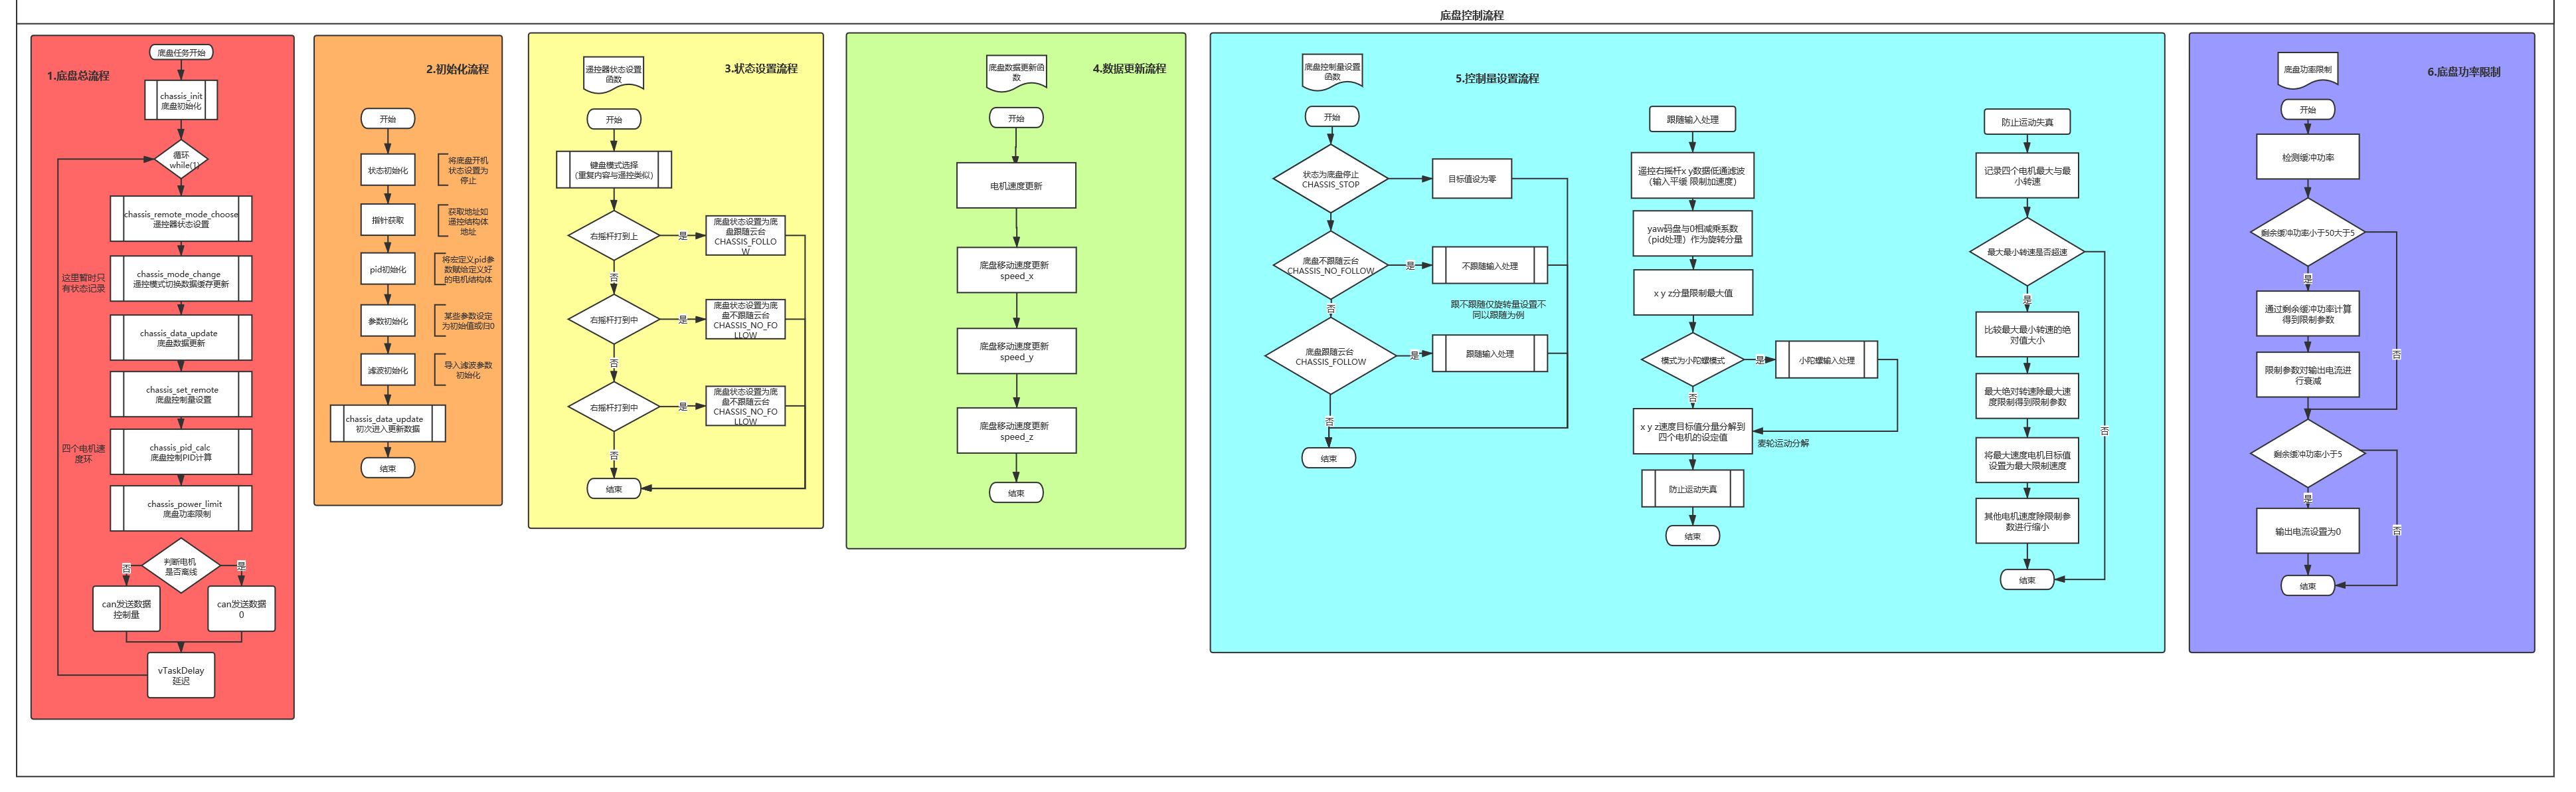 底盘控制流程
1.底盘总流程
底盘任务开始
chassis_init
底盘初始化
循环
while(1)
chassis_remote_mode_choose
遥控器状态设置
这里暂时只
有状态记录
chassis_mode_change
遥控模式切换数据缓存更新
chassis_data_update
底盘数据更新
chassis_set_remote
底盘控制量设置
四个电机速
度环
chassis_pid_calc
底盘控制PID计算
chassis_power_limit
底盘功率限制
判断电机
是否离线
否
是
can发送数据
控制量
can发送数据
0
vTaskDelay
延迟
2.初始化流程
开始
状态初始化
将底盘开机
状态设置为
停止
指针获取
获取地址如
遥控结构体
地址
pid初始化
将宏定义pid参
数赋给定义好
的电机结构体
参数初始化
某些参数设定
为初始值或归0
滤波初始化
导入滤波参数
初始化
chassis_data_update
初次进入更新数据
结束
3.状态设置流程
遥控器状态设置
函数
开始
键盘模式选择
(重复内容与遥控类似)
右摇杆打到上
是
底盘状态设置为底
盘跟随云台
CHASSIS_FOLLO
W
否
右摇杆打到中
是
底盘状态设置为底
盘不跟随云台
CHASSIS_NO_FO
LLOW
否
右摇杆打到中
是
底盘状态设置为底
盘不跟随云台
CHASSIS_NO_FO
LLOW
否
结束
4.数据更新流程
底盘数据更新函
数
开始
电机速度更新
底盘移动速度更新
speed_x
底盘移动速度更新
speed_y
底盘移动速度更新
speed_z
结束
5.控制量设置流程
底盘控制量设置
函数
开始
状态为底盘停止
CHASSIS_STOP
目标值设为零
底盘不跟随云台
CHASSIS_NO_FOLLOW
是
不跟随输入处理
否
跟不跟随仅旋转量设置不
同以跟随为例
底盘跟随云台
CHASSIS_FOLLOW
是
跟随输入处理
否
结束
跟随输入处理
遥控右摇杆x y数据低通滤波
（输入平缓 限制加速度）
yaw码盘与0相减乘系数
（pid处理）作为旋转分量
x y z分量限制最大值
模式为小陀螺模式
是
小陀螺输入处理
否
x y z速度目标值分量分解到
四个电机的设定值
麦轮运动分解
防止运动失真
结束
防止运动失真
记录四个电机最大与最
小转速
最大最小转速是否超速
是
否
比较最大最小转速的绝
对值大小
最大绝对转速除最大速
度限制得到限制参数
将最大速度电机目标值
设置为最大限制速度
其他电机速度除限制参
数进行缩小
结束
6.底盘功率限制
底盘功率限制
开始
检测缓冲功率
剩余缓冲功率小于50大于5
是
否
通过剩余缓冲功率计算
得到限制参数
限制参数对输出电流进
行衰减
剩余缓冲功率小于5
是
否
输出电流设置为0
结束